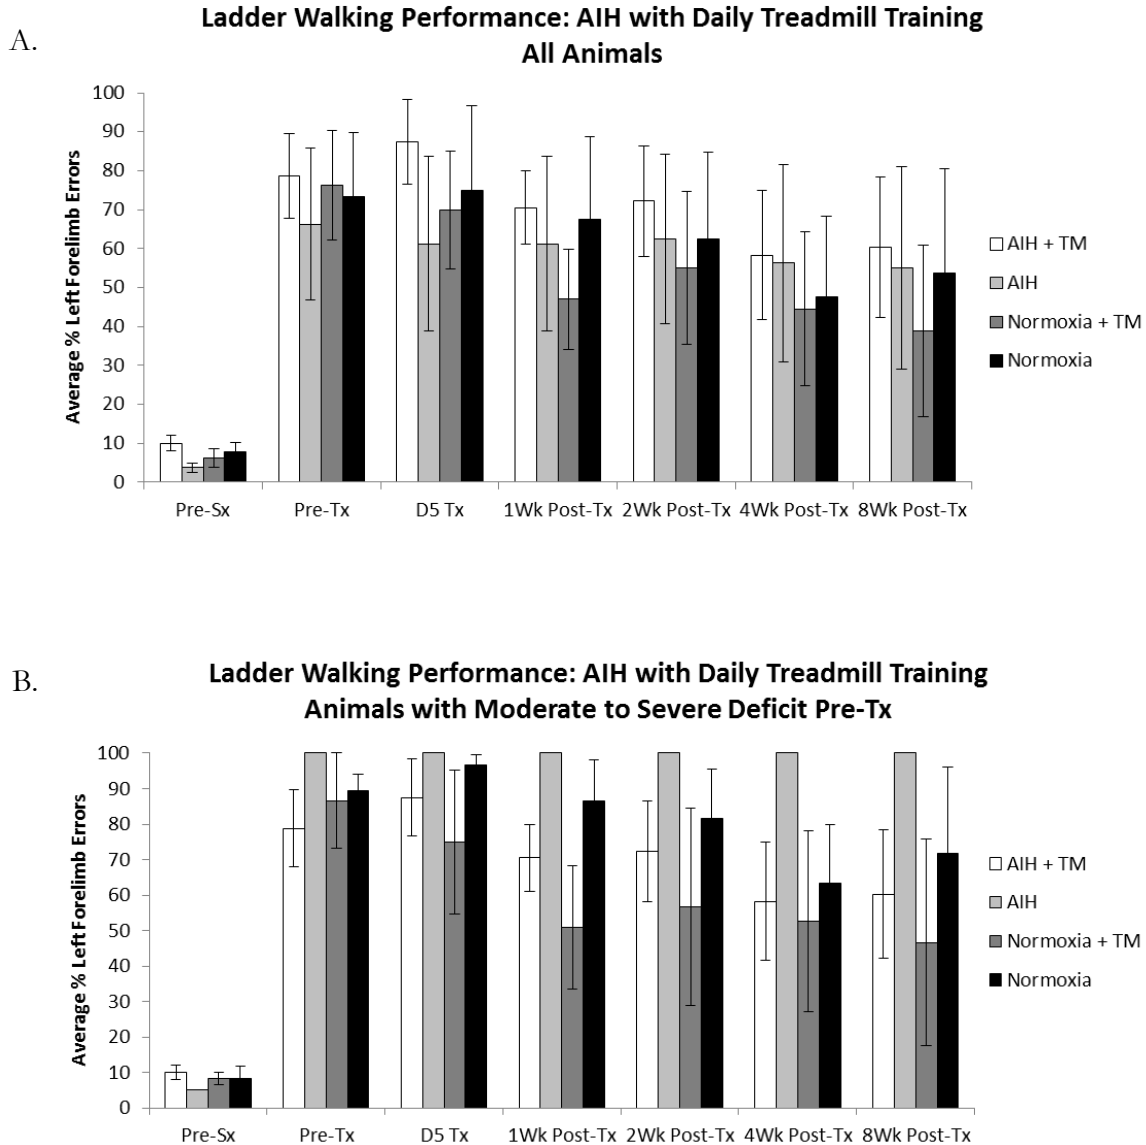 A.
Ladder Walking Performance: AIH with Daily Treadmill Training
All Animals
Average % Left Forelimb Errors
100
90
80
70
60
50
40
30
20
10
0
Pre-Sx Pre-Tx D5 Tx 1Wk Post-Tx 2Wk Post-Tx 4Wk Post-Tx 8Wk Post-Tx
AIH + TM
AIH
Normoxia + TM
Normoxia
B.
Ladder Walking Performance: AIH with Daily Treadmill Training
Animals with Moderate to Severe Deficit Pre-Tx
Average % Left Forelimb Errors
100
90
80
70
60
50
40
30
20
10
0
Pre-Sx Pre-Tx D5 Tx 1Wk Post-Tx 2Wk Post-Tx 4Wk Post-Tx 8Wk Post-Tx
AIH + TM
AIH
Normoxia + TM
Normoxia